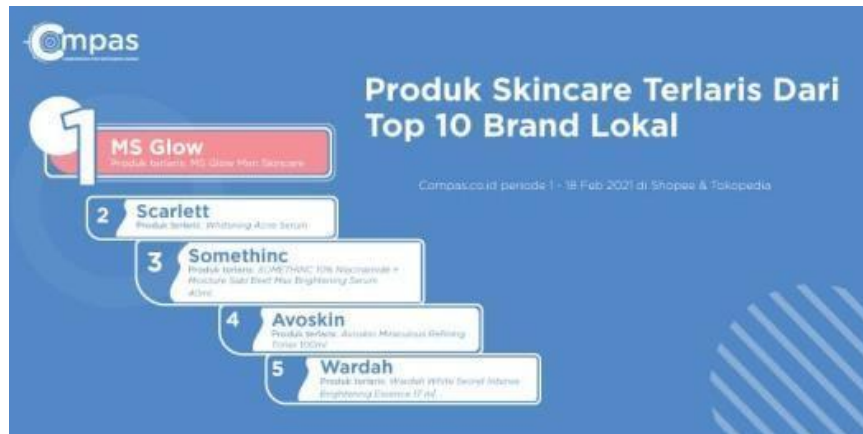 Compas
Produk Skincare Terlaris Dari
Top 10 Brand Lokal
Compas.co.id periode 1 - 18 Feb 2021 di Shopee & Tokopedia
1
MS Glow
Produk terlaris: MS Glow Men Skincare
2
Scarlett
Produk terlaris: Whitening Acne Serum
3
Somethinc
Produk terlaris: SOMETHINC 10% Niacinamide +
Moisture Sabi Beet Max Brightening Serum
40ml
4
Avoskin
Produk terlaris: Avoskin Miraculous Refining
Toner 100ml
5
Wardah
Produk terlaris: Wardah White Secret Intense
Brightening Essence 17 ml